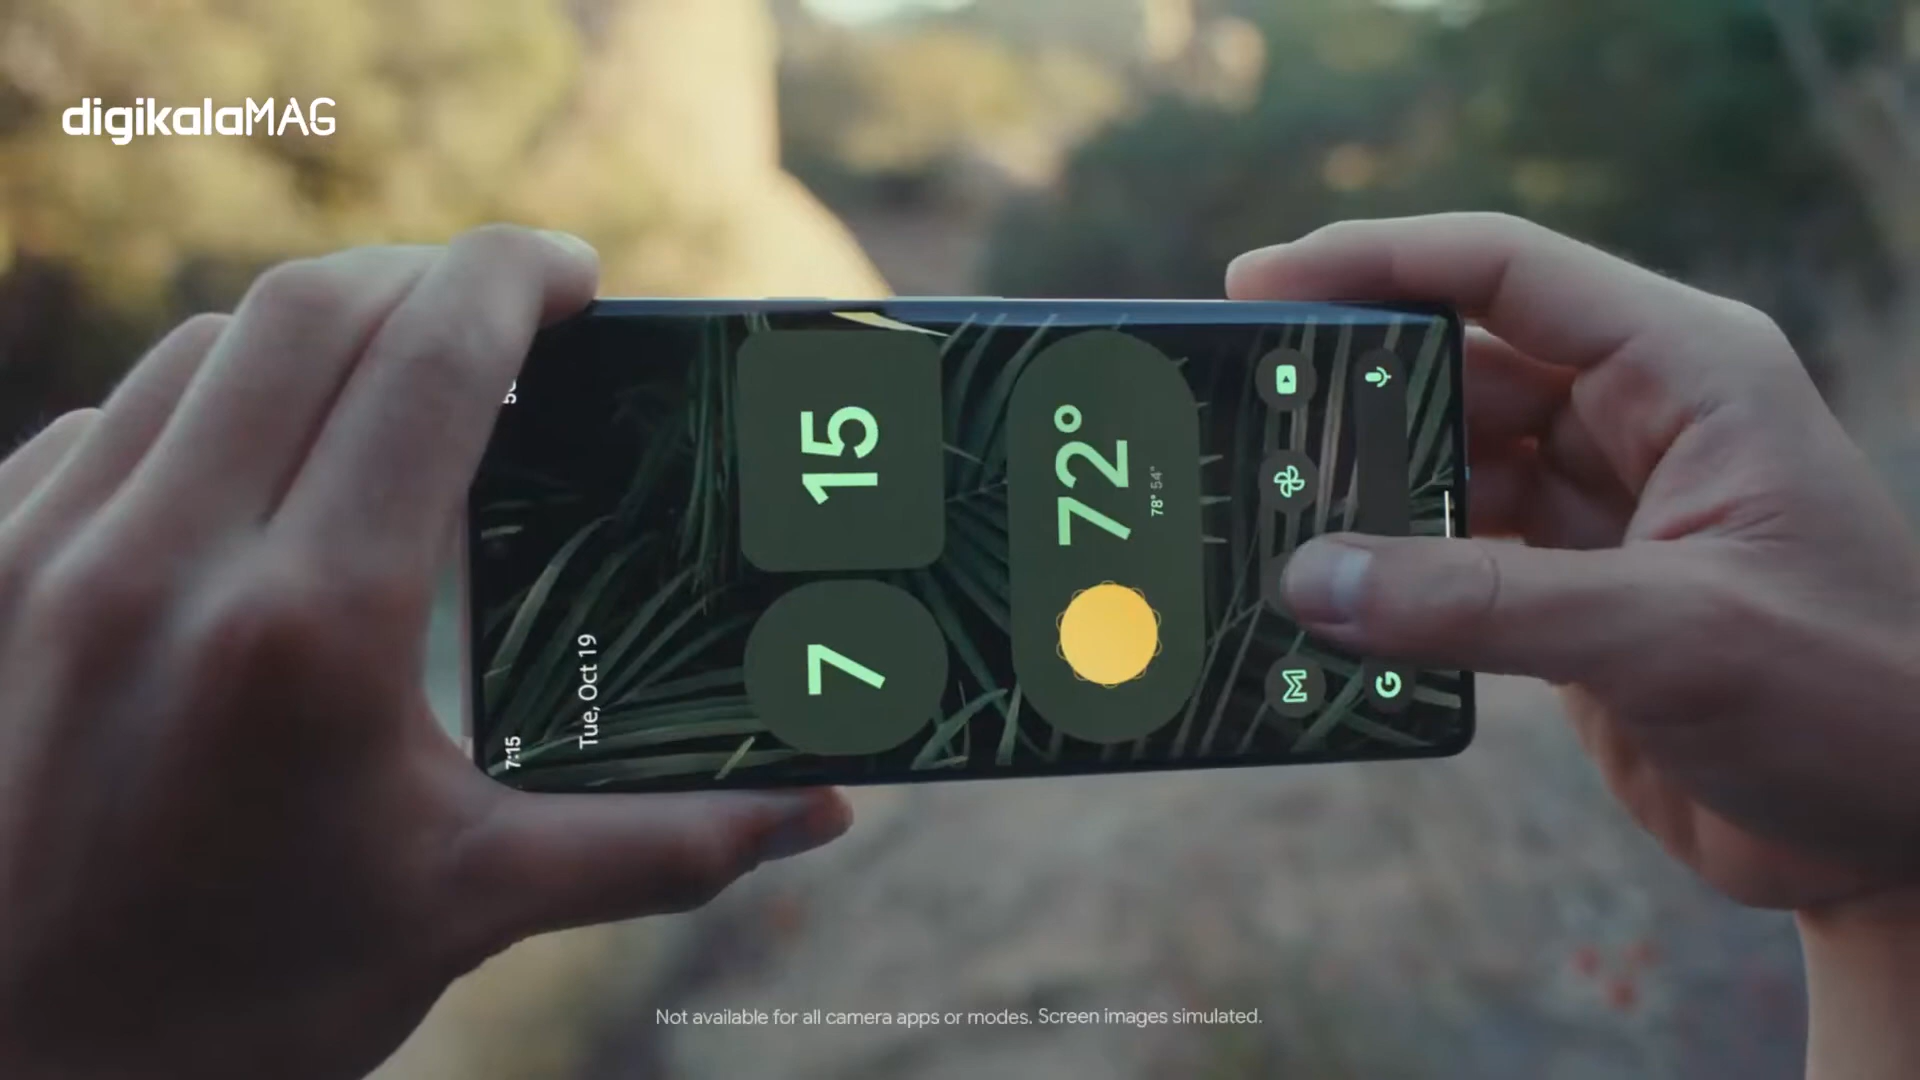 digikalaMAG
7:15
Tue, Oct 19
7
15
72°
78° 54°
M
G
Not available for all camera apps or modes. Screen images simulated.